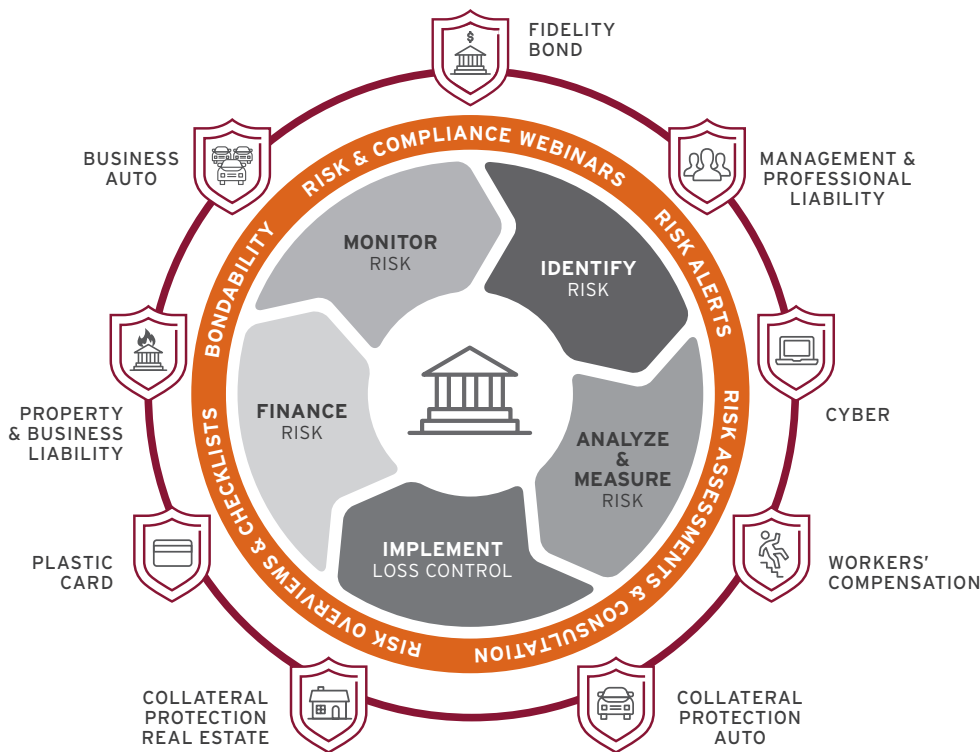 $
FIDELITY
BOND
MANAGEMENT &
PROFESSIONAL
LIABILITY
CYBER
WORKERS'
COMPENSATION
COLLATERAL
PROTECTION
AUTO
COLLATERAL
PROTECTION
REAL ESTATE
PLASTIC
CARD
PROPERTY
& BUSINESS
LIABILITY
BUSINESS
AUTO
RISK & COMPLIANCE WEBINARS
RISK ALERTS
RISK ASSESSMENTS & CONSULTATION
RISK OVERVIEWS & CHECKLISTS
BONDABILITY
IDENTIFY
RISK
ANALYZE
&
MEASURE
RISK
IMPLEMENT
LOSS CONTROL
FINANCE
RISK
MONITOR
RISK